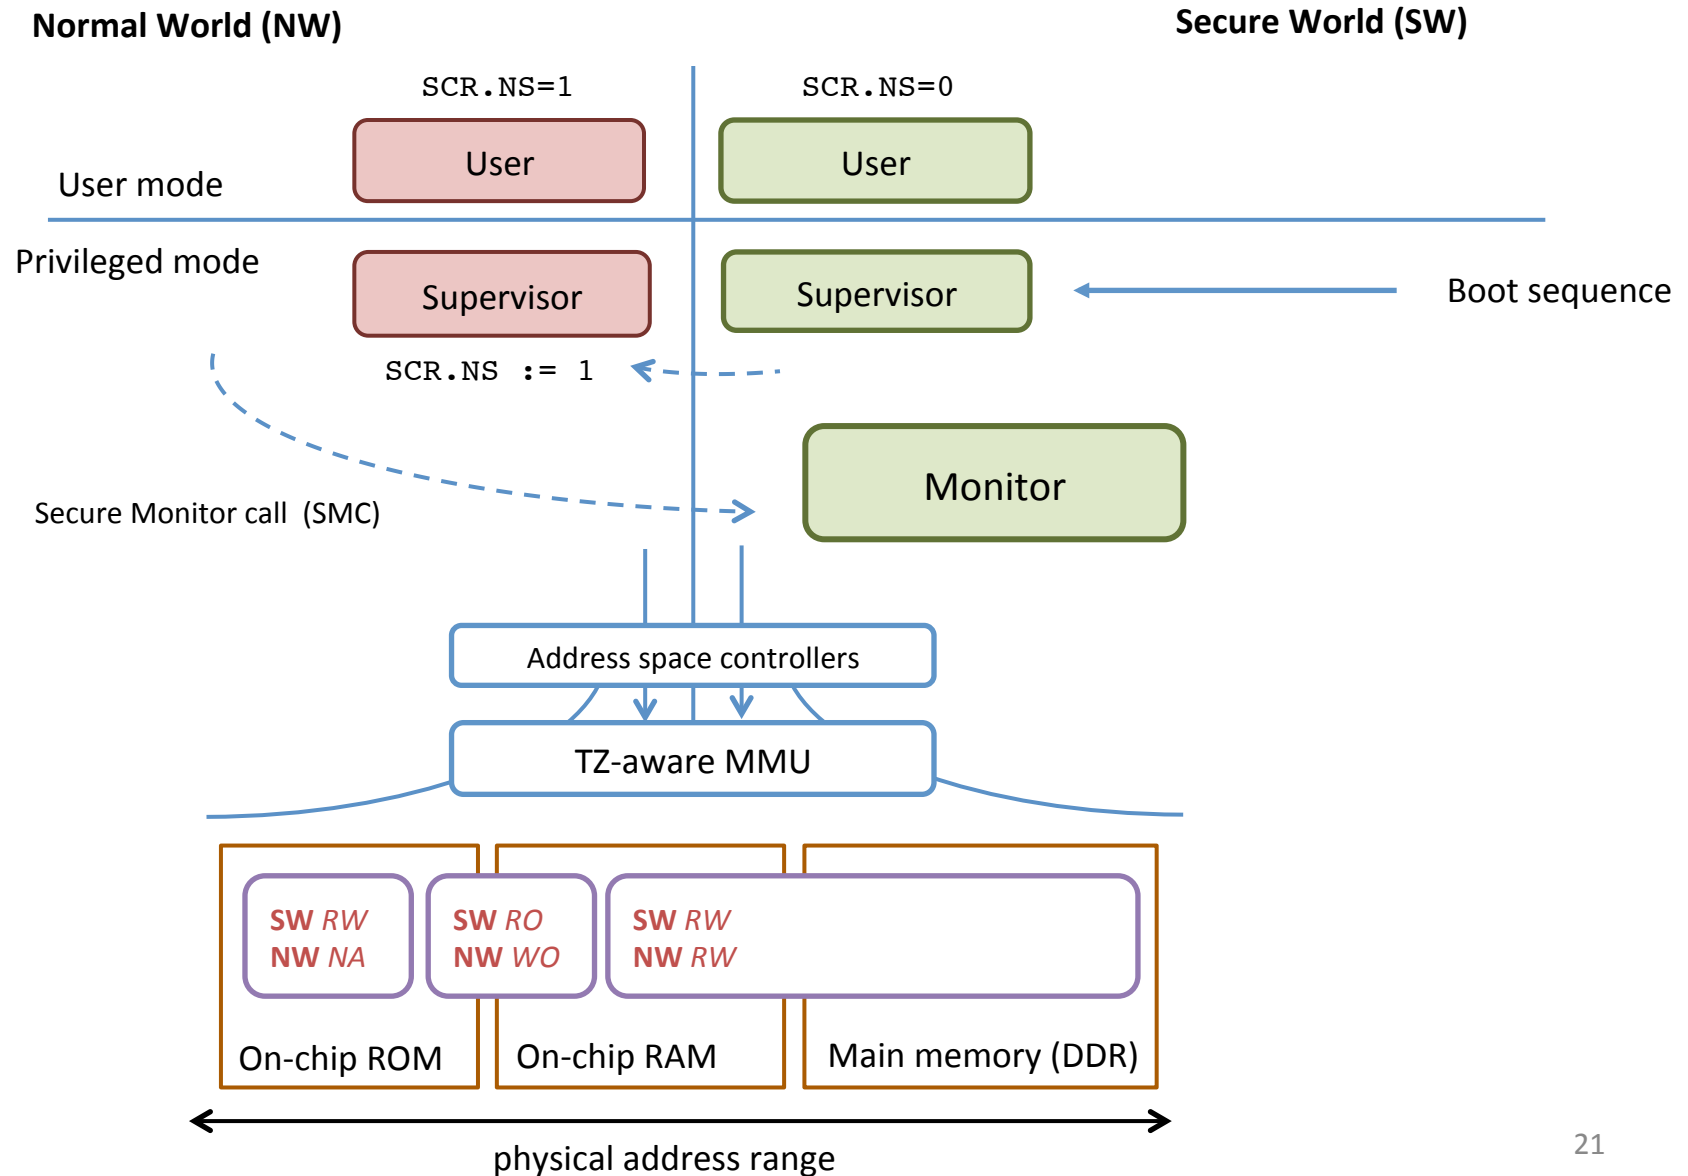 Normal World (NW)
Secure World (SW)
SCR.NS=1
SCR.NS=0
User
User
User mode
Privileged mode
Supervisor
Supervisor
Boot sequence
SCR.NS := 1
Monitor
Secure Monitor call (SMC)
Address space controllers
TZ-aware MMU
SW RW
NW NA
SW RO
NW WO
SW RW
NW RW
On-chip ROM
On-chip RAM
Main memory (DDR)
physical address range
21